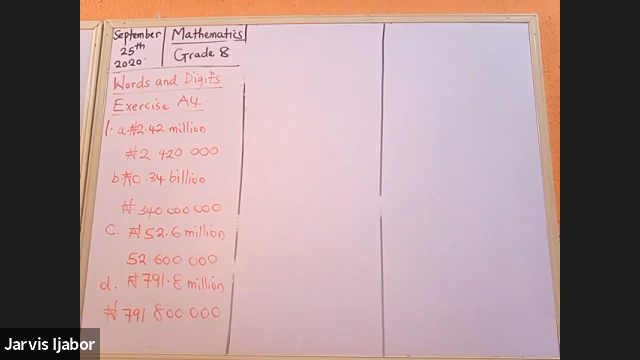 September
25th
2020.
Mathematics
Grade 8
Words and Digits
Exercise A4.
1. a. ₦2.42 million
₦2 420 000
b. ₦0.34 billion
₦340 000 000
c. ₦52.6 million
52 600 000
d. ₦791.8 million
₦791 800 000
Jarvis Ijabor